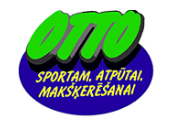 OTTO
SPORTAM, ATPŪTAI,
MAKŠĶERĒŠANAI